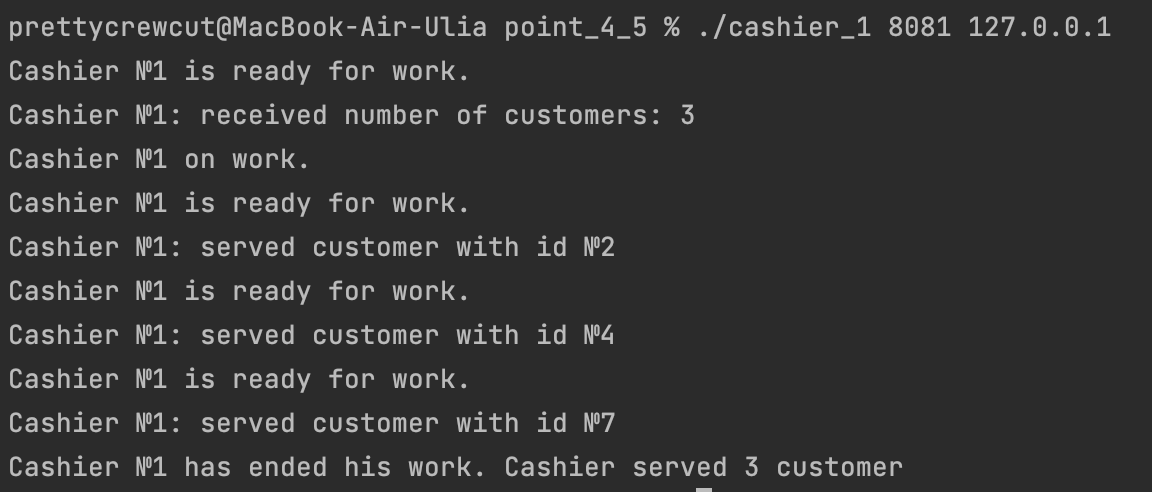 prettycrewcut@MacBook-Air-Ulia point_4_5 % ./cashier_1 8081 127.0.0.1
Cashier №1 is ready for work.
Cashier №1: received number of customers: 3
Cashier №1 on work.
Cashier №1 is ready for work.
Cashier №1: served customer with id №2
Cashier №1 is ready for work.
Cashier №1: served customer with id №4
Cashier №1 is ready for work.
Cashier №1: served customer with id №7
Cashier №1 has ended his work. Cashier served 3 customer